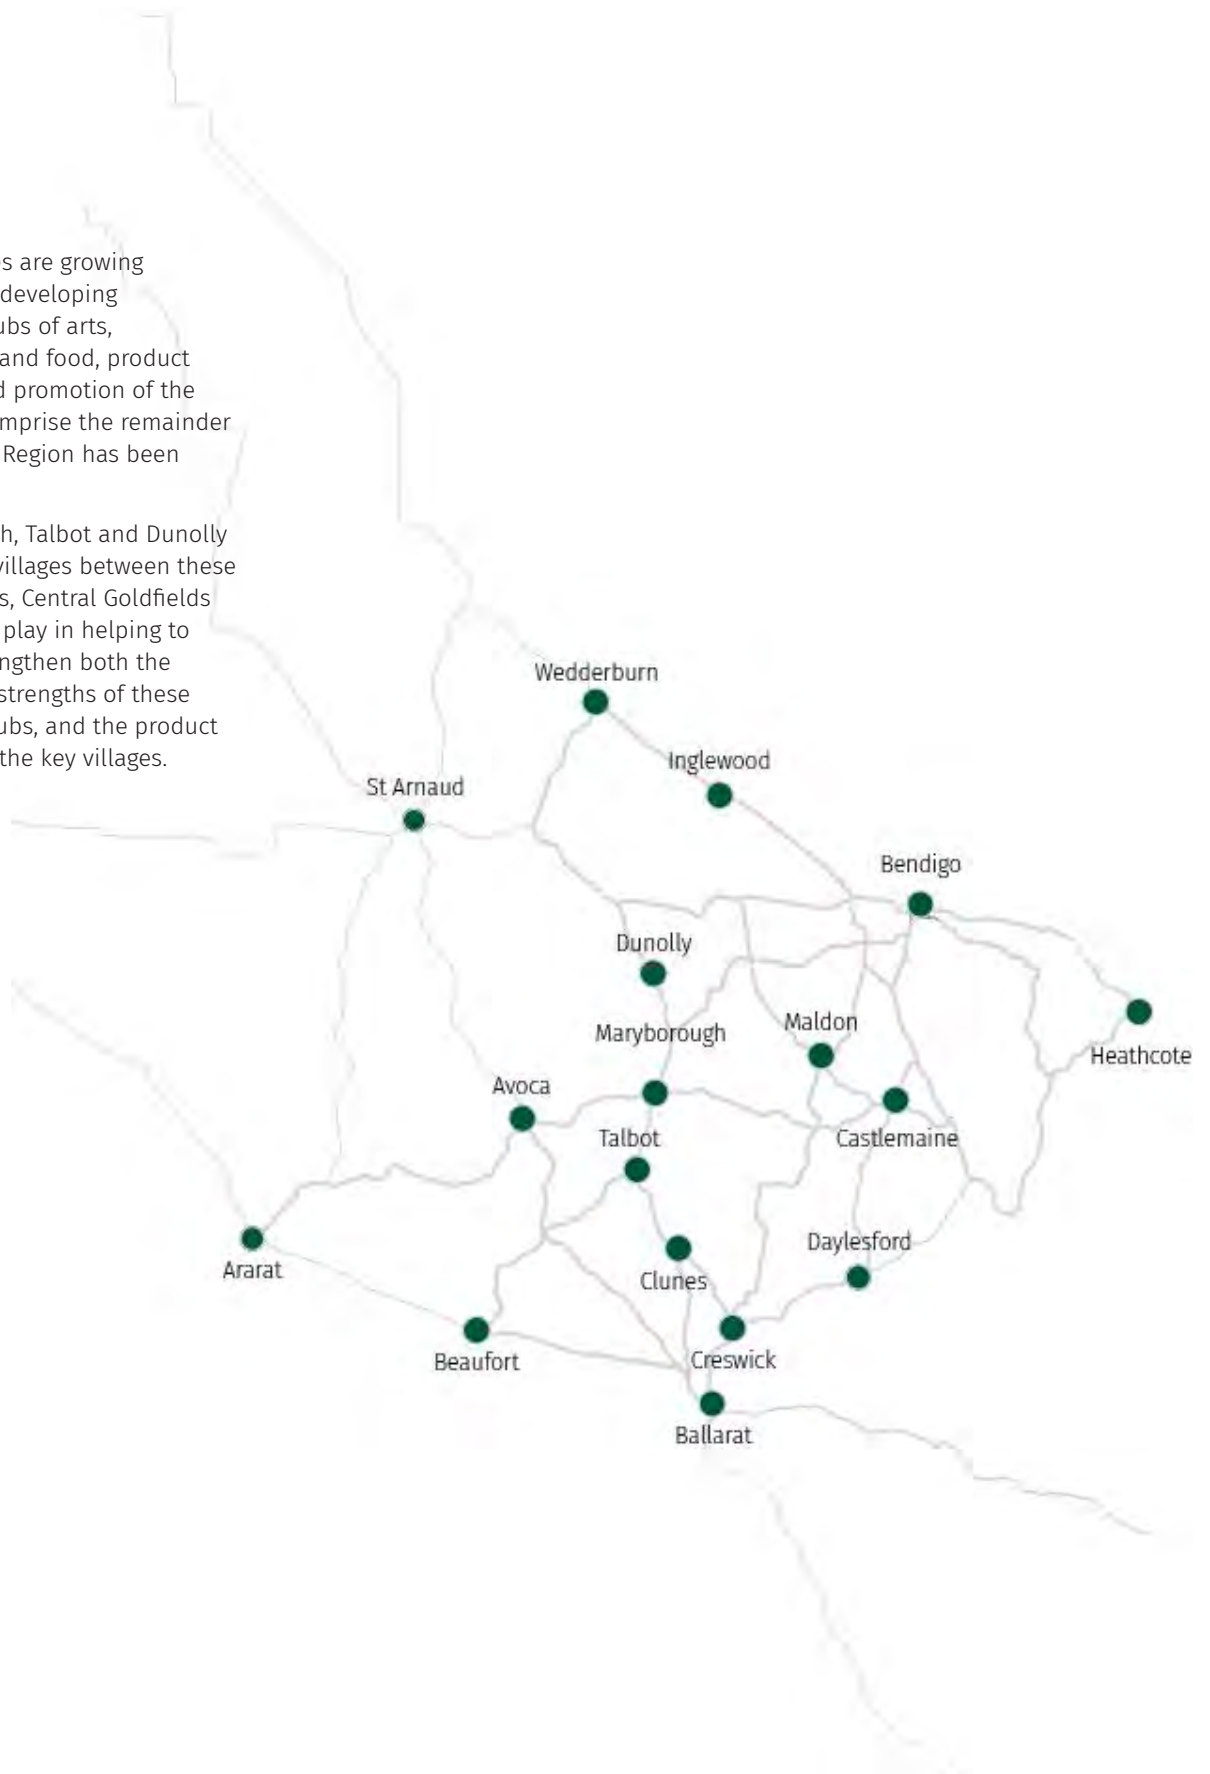 s are growing
developing
ubs of arts,
and food, product
d promotion of the
mprise the remainder
Region has been
h, Talbot and Dunolly
villages between these
s, Central Goldfields
play in helping to
ngthen both the
strengths of these
ubs, and the product
the key villages.
Wedderburn
Inglewood
St Arnaud
Bendigo
Dunolly
Maldon
Maryborough
Heathcote
Avoca
Talbot
Castlemaine
Daylesford
Ararat
Clunes
Beaufort
Creswick
Ballarat